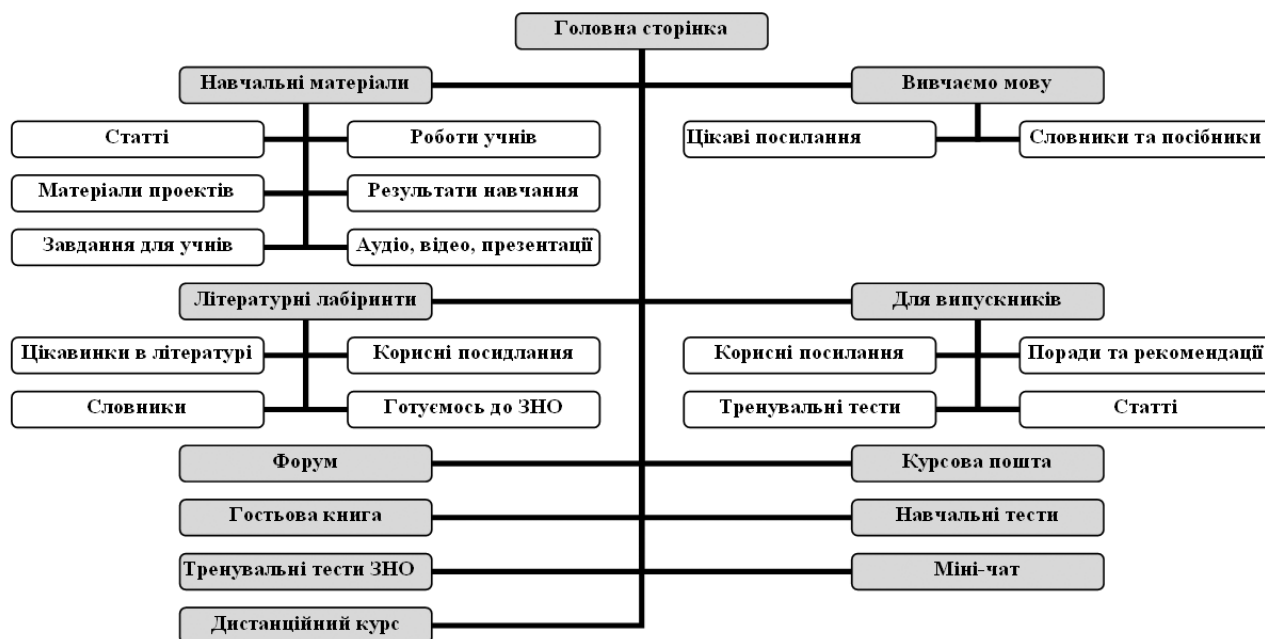 Головна сторінка
Навчальні матеріали
Вивчаємо мову
Статті
Роботи учнів
Цікаві посилання
Словники та посібники
Матеріали проектів
Результати навчання
Завдання для учнів
Аудіо, відео, презентації
Літературні лабіринти
Для випускників
Цікавинки в літературі
Корисні посидлання
Корисні посилання
Поради та рекомендації
Словники
Готуємось до ЗНО
Тренувальні тести
Статті
Форум
Курсова пошта
Гостьова книга
Навчальні тести
Тренувальні тести ЗНО
Міні-чат
Дистанційний курс